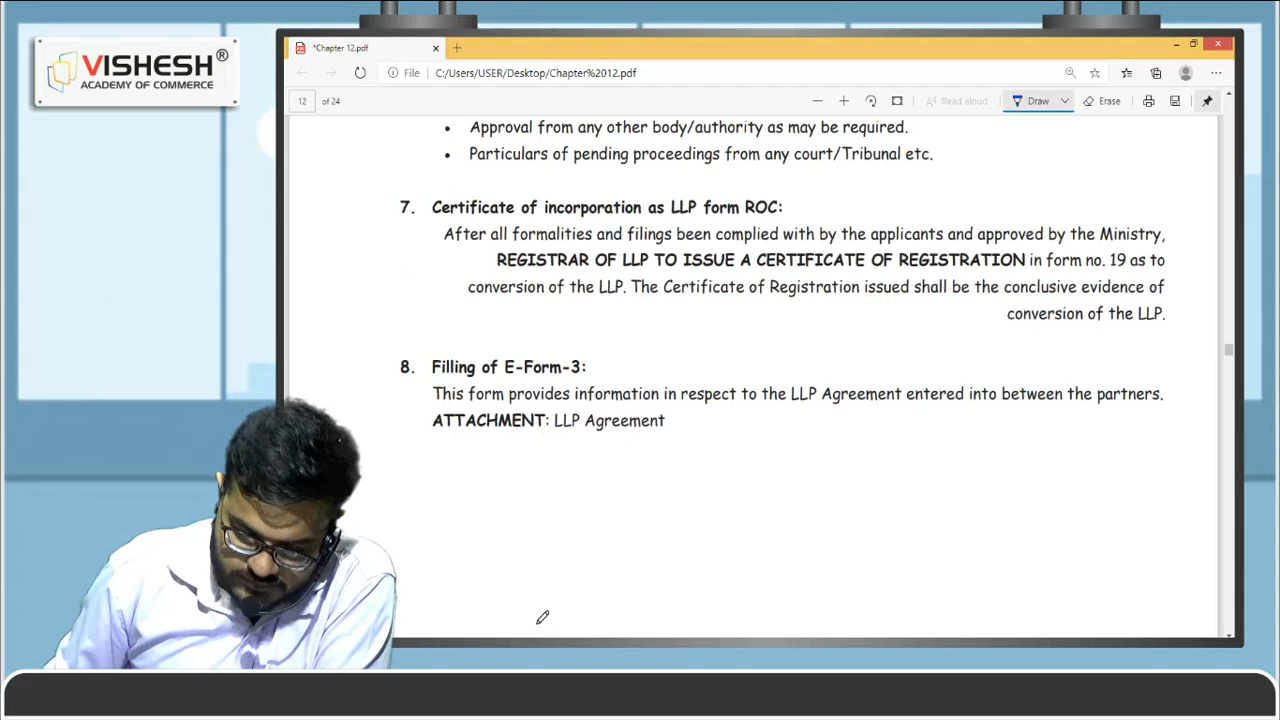 VISHESH®
ACADEMY OF COMMERCE
*Chapter 12.pdf
File C:/Users/USER/Desktop/Chapter%2012.pdf
12 of 24
Read aloud
Draw
Erase
• Approval from any other body/authority as may be required.
• Particulars of pending proceedings from any court/Tribunal etc.
7. Certificate of incorporation as LLP form ROC:
After all formalities and filings been complied with by the applicants and approved by the Ministry,
REGISTRAR OF LLP TO ISSUE A CERTIFICATE OF REGISTRATION in form no. 19 as to
conversion of the LLP. The Certificate of Registration issued shall be the conclusive evidence of
conversion of the LLP.
8. Filling of E-Form-3:
This form provides information in respect to the LLP Agreement entered into between the partners.
ATTACHMENT: LLP Agreement